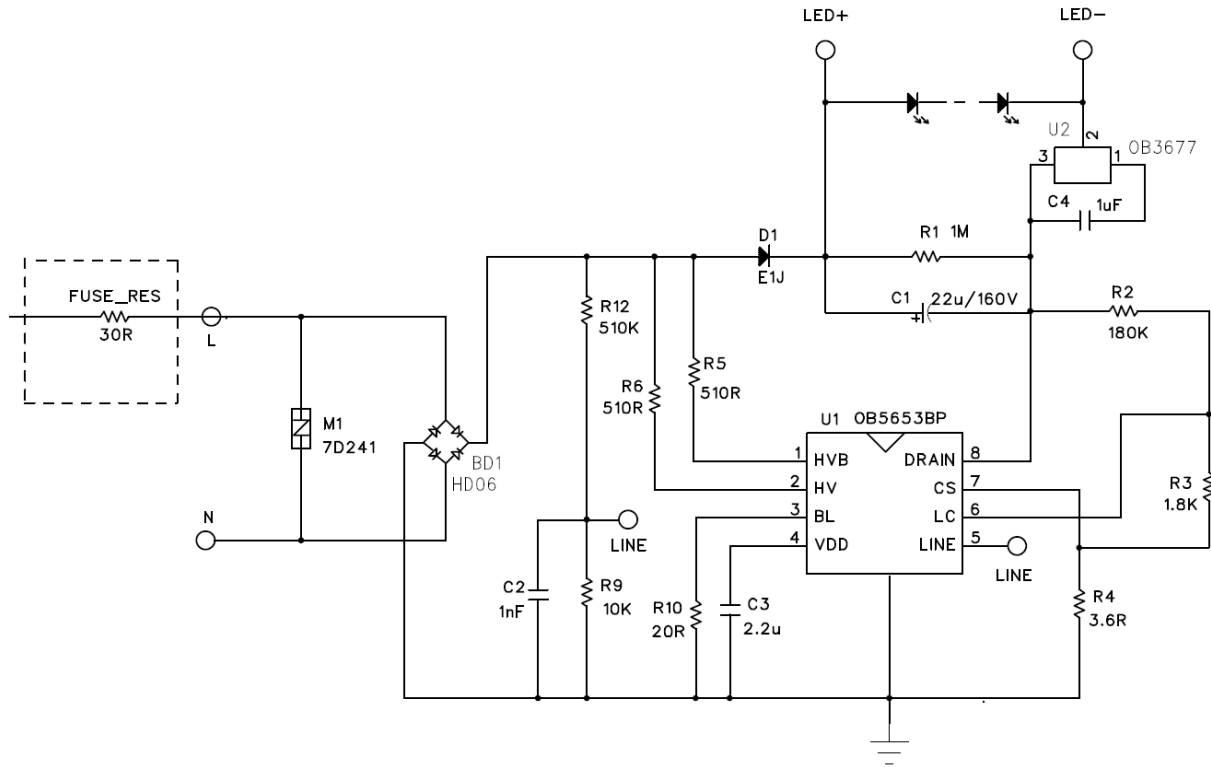 LED+
LED-
U2
2
3
1
OB3677
C4
1uF
D1
E1J
R1 1M
C1
22u/160V
+
R2
180K
FUSE_RES
30R
L
R12
510K
R5
510R
R6
510R
M1
7D241
BD1
HD06
U1
OB5653BP
1
HVB
DRAIN
8
2
HV
CS
7
3
BL
LC
6
4
VDD
LINE
5
R3
1.8K
N
LINE
LINE
C2
1nF
R9
10K
R10
20R
C3
2.2u
R4
3.6R